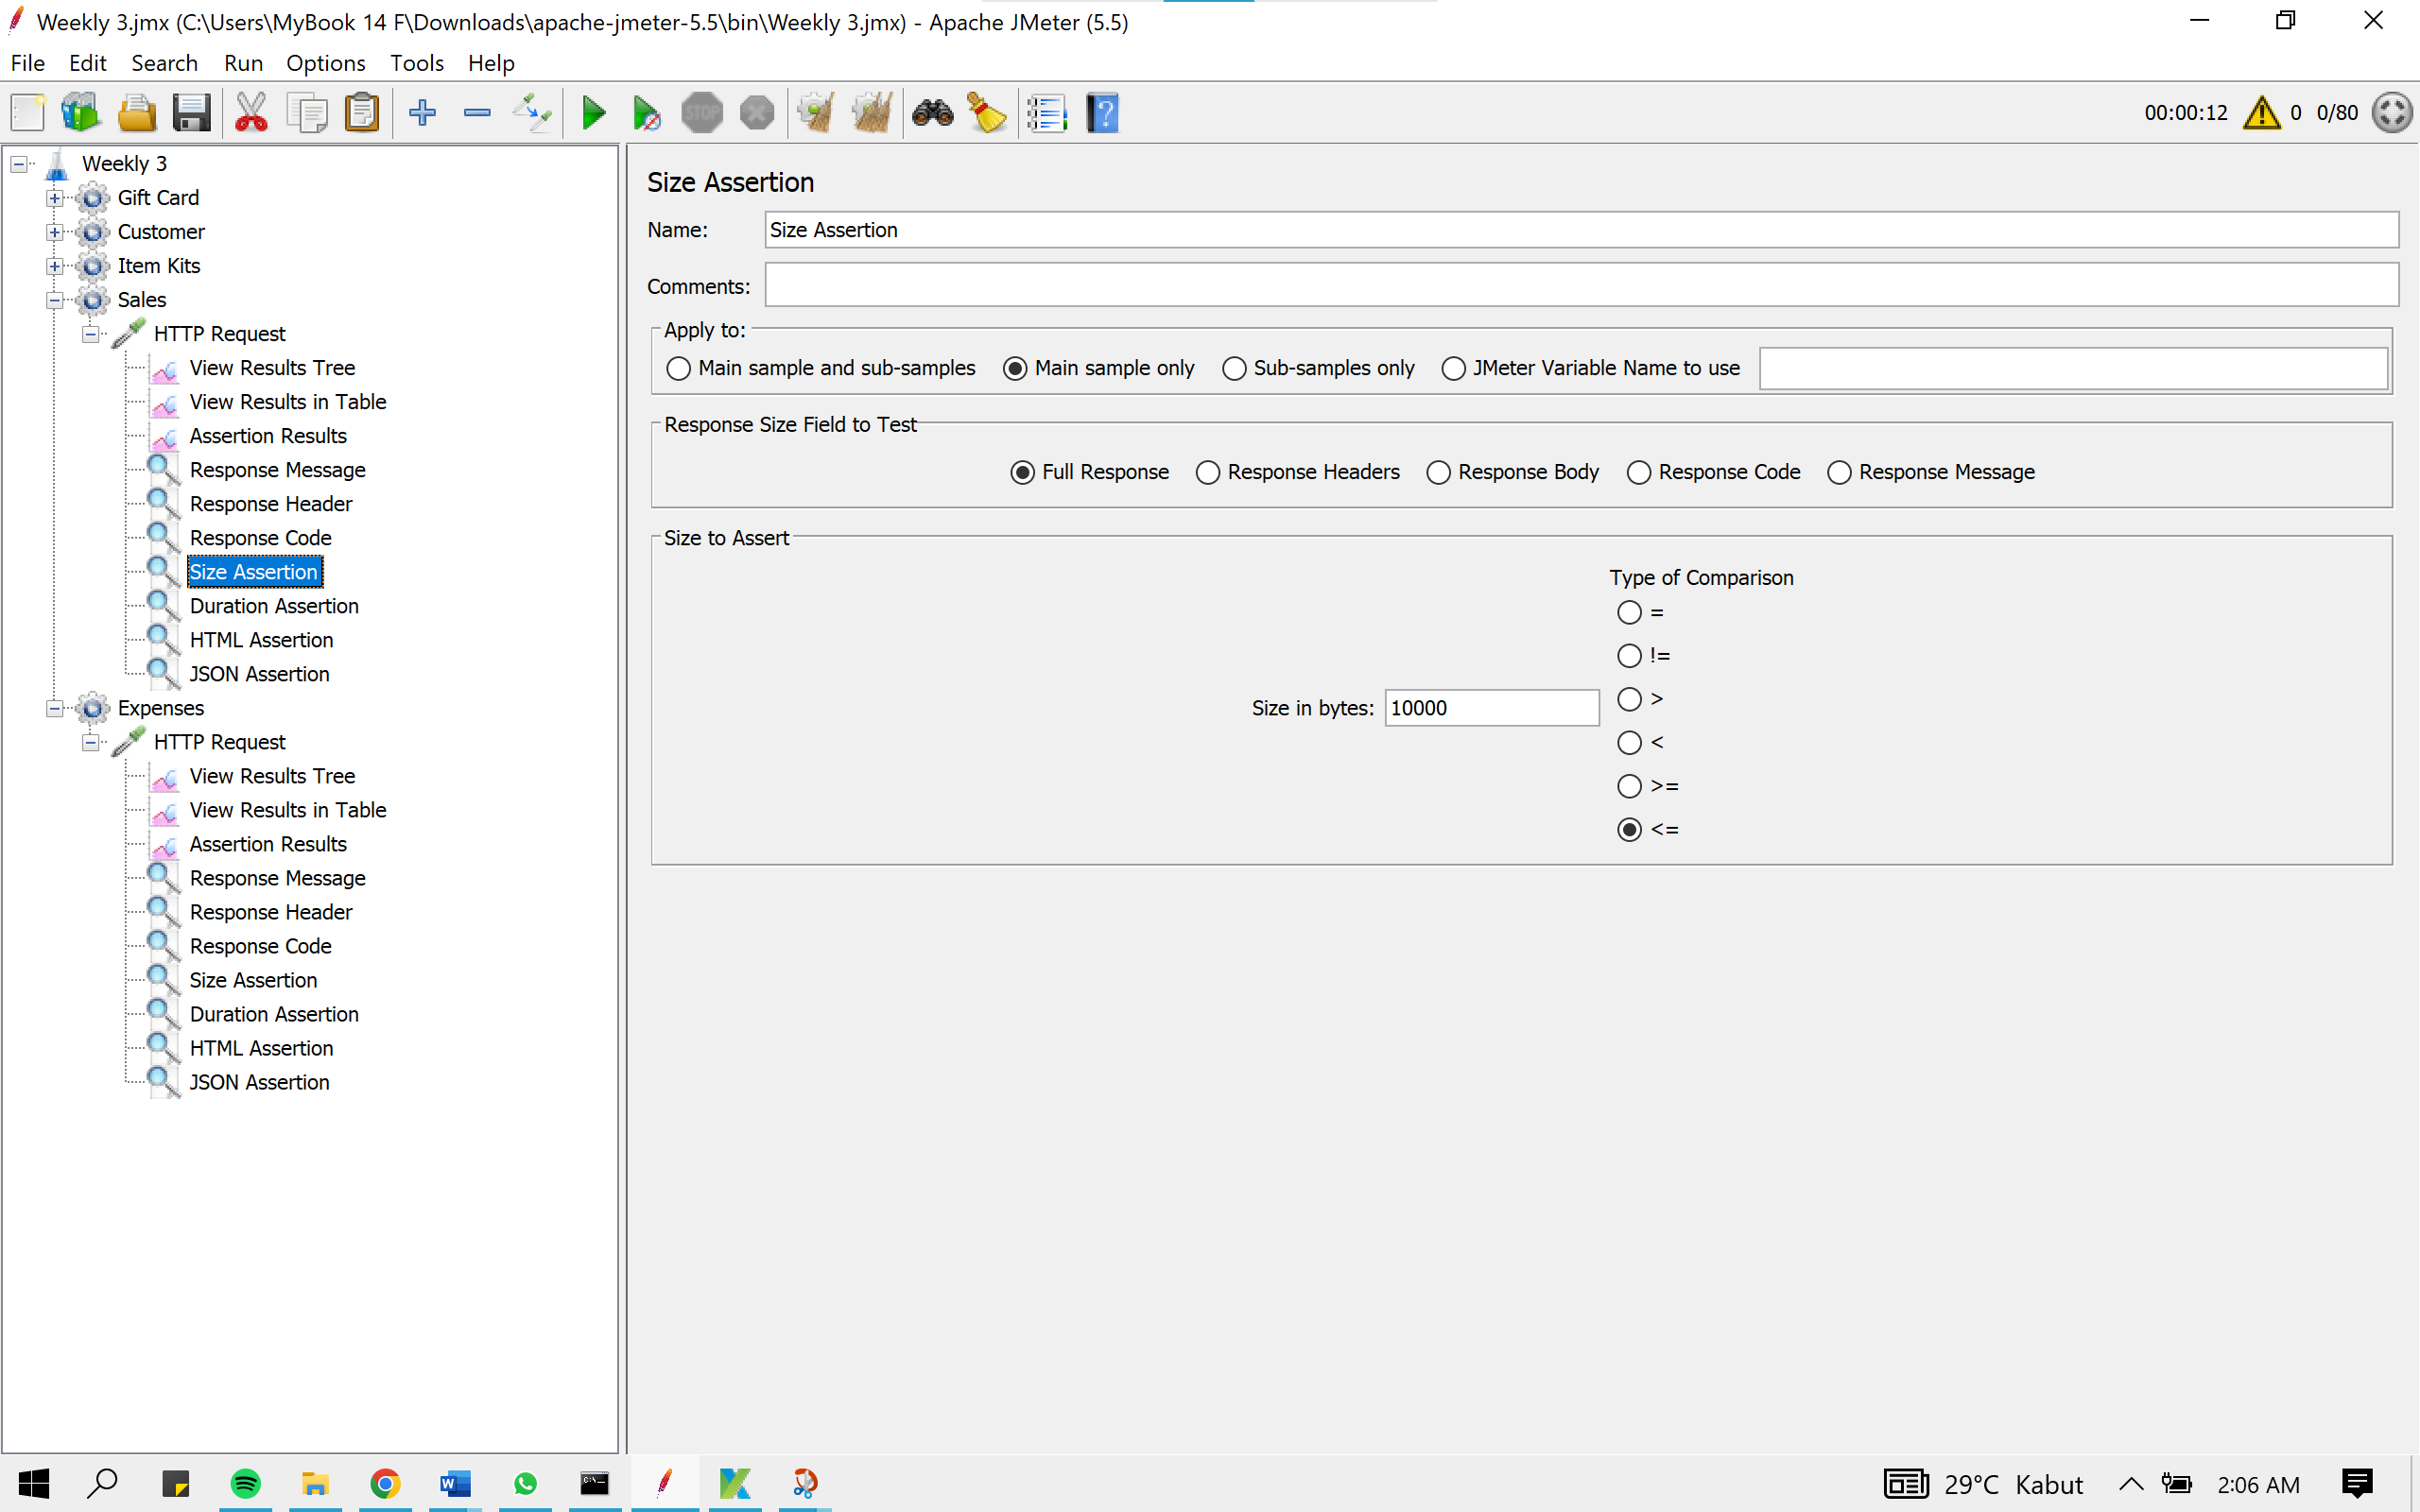 Weekly 3.jmx (C:\Users\MyBook 14 F\Downloads\apache-jmeter-5.5\bin\Weekly 3.jmx) - Apache JMeter (5.5)
File Edit Search Run Options Tools Help
STOP
00:00:12 0 0/80
Weekly 3
Gift Card
Customer
Item Kits
Sales
HTTP Request
View Results Tree
View Results in Table
Assertion Results
Response Message
Response Header
Response Code
Size Assertion
Duration Assertion
HTML Assertion
JSON Assertion
Expenses
HTTP Request
View Results Tree
View Results in Table
Assertion Results
Response Message
Response Header
Response Code
Size Assertion
Duration Assertion
HTML Assertion
JSON Assertion
Size Assertion
Name: Size Assertion
Comments:
Apply to:
Main sample and sub-samples Main sample only Sub-samples only JMeter Variable Name to use
Response Size Field to Test
Full Response Response Headers Response Body Response Code Response Message
Size to Assert
Type of Comparison
=
!=
Size in bytes: 10000
>
<
>=
<=
29°C Kabut 2:06 AM